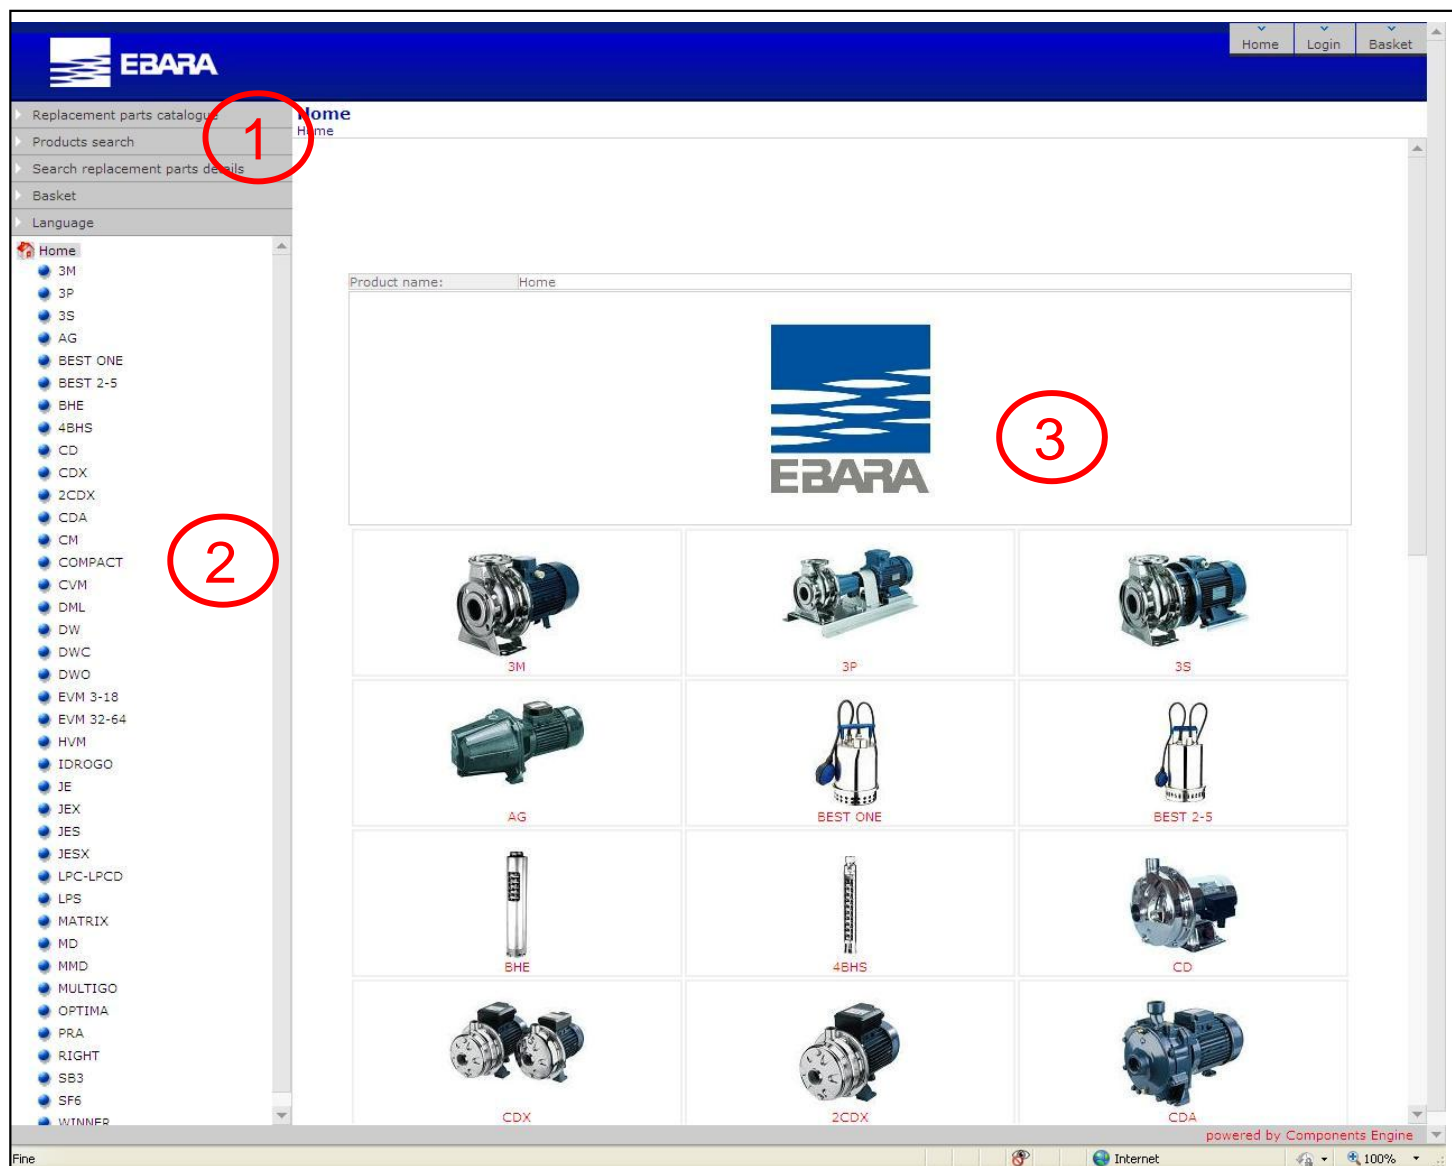 EBARA
Home Login Basket
Replacement parts catalogue
Products search
Search replacement parts details
Basket
Language
1
Home
Home
Home
3M
3P
3S
AG
BEST ONE
BEST 2-5
BHE
4BHS
CD
CDX
2CDX
CDA
CM
COMPACT
CVM
DML
DW
DWC
DWO
EVM 3-18
EVM 32-64
HVM
IDROGO
JE
JEX
JES
JESX
LPC-LPCD
LPS
MATRIX
MD
MMD
MULTIGO
OPTIMA
PRA
RIGHT
SB3
SF6
WINNER
2
Product name: Home
EBARA
3
3M 3P 3S
AG BEST ONE BEST 2-5
BHE 4BHS CD
CDX 2CDX CDA
powered by Components Engine
Fine Internet 100%